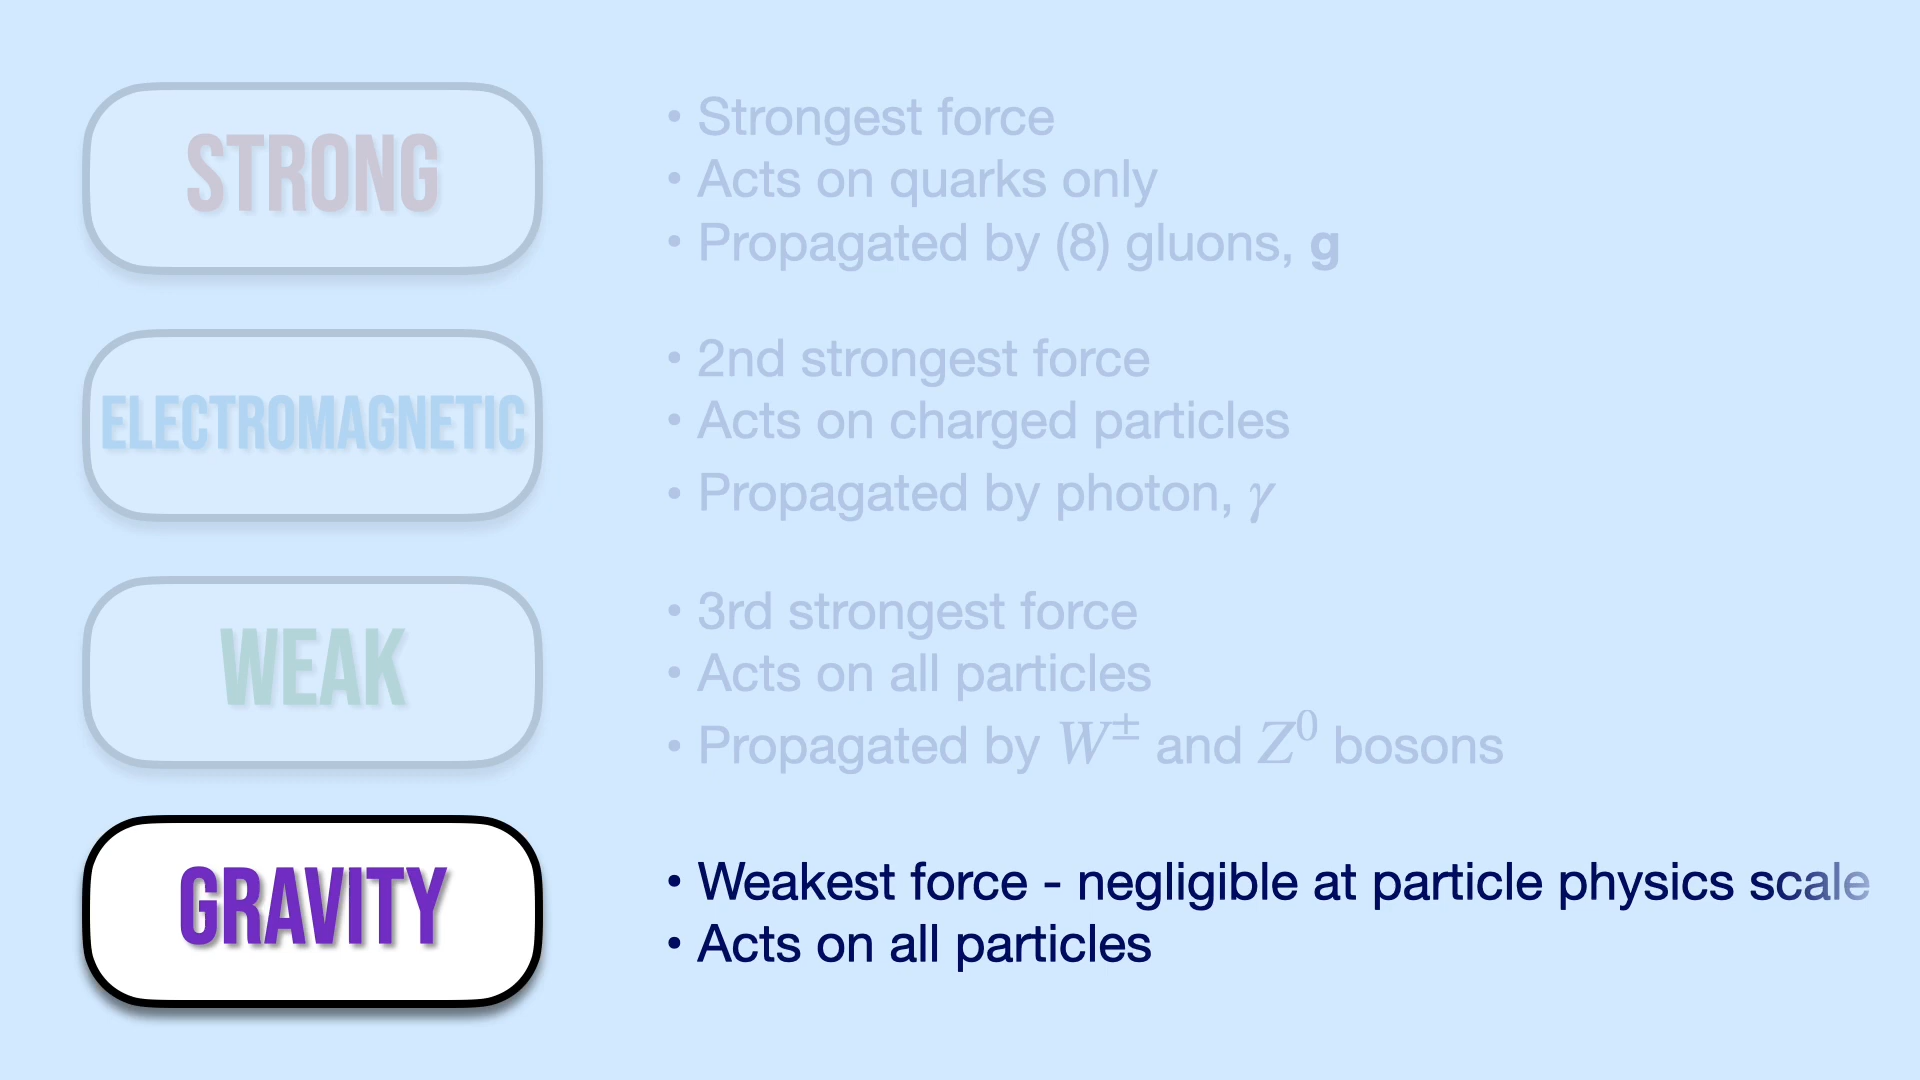 STRONG
• Strongest force
• Acts on quarks only
• Propagated by (8) gluons, g
ELECTROMAGNETIC
• 2nd strongest force
• Acts on charged particles
• Propagated by photon, γ
WEAK
• 3rd strongest force
• Acts on all particles
• Propagated by W± and Z⁰ bosons
GRAVITY
• Weakest force - negligible at particle physics scale
• Acts on all particles